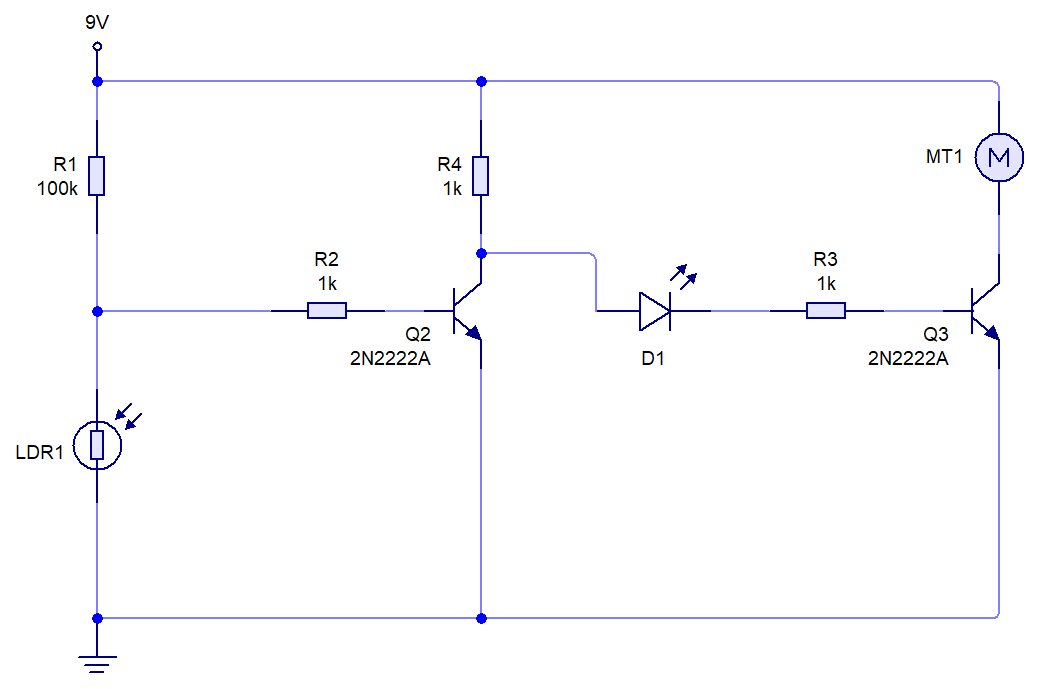 9V
R1
100k
R4
1k
MT1
M
R2
1k
R3
1k
Q2
2N2222A
Q3
2N2222A
D1
LDR1